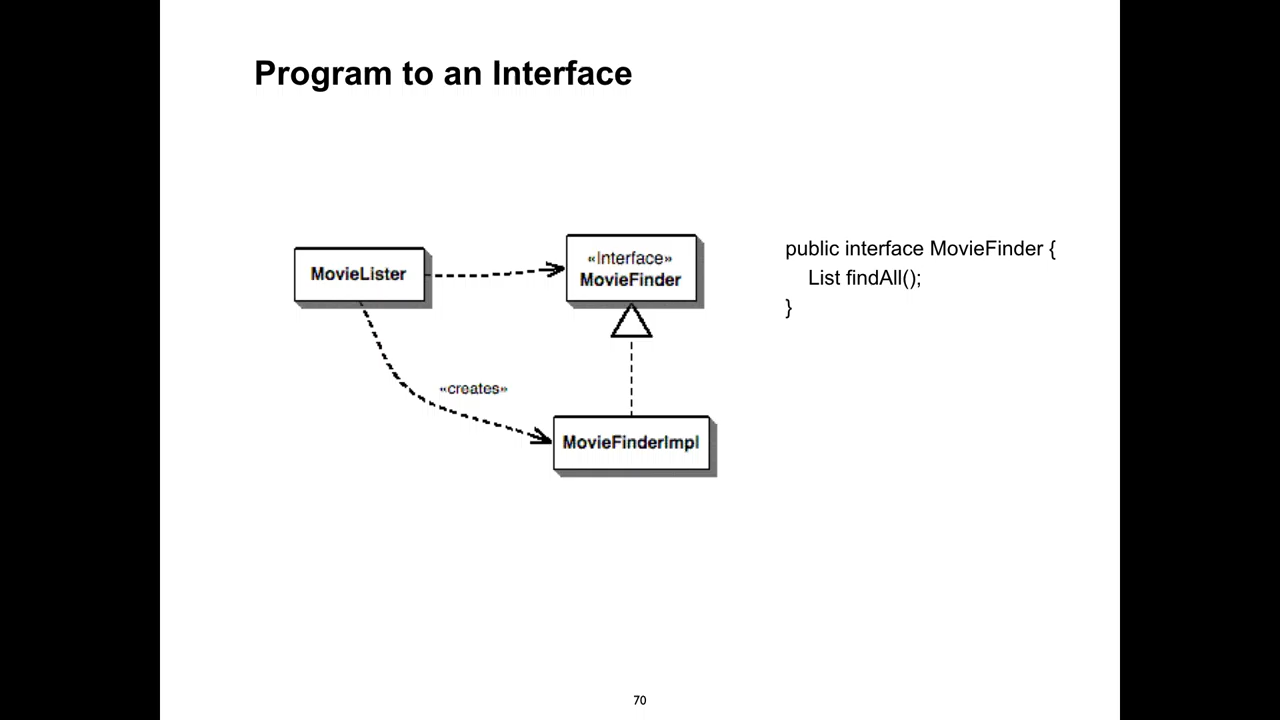 Program to an Interface
MovieLister
«Interface»
MovieFinder
«creates»
MovieFinderImpl
public interface MovieFinder {
List findAll();
}
70